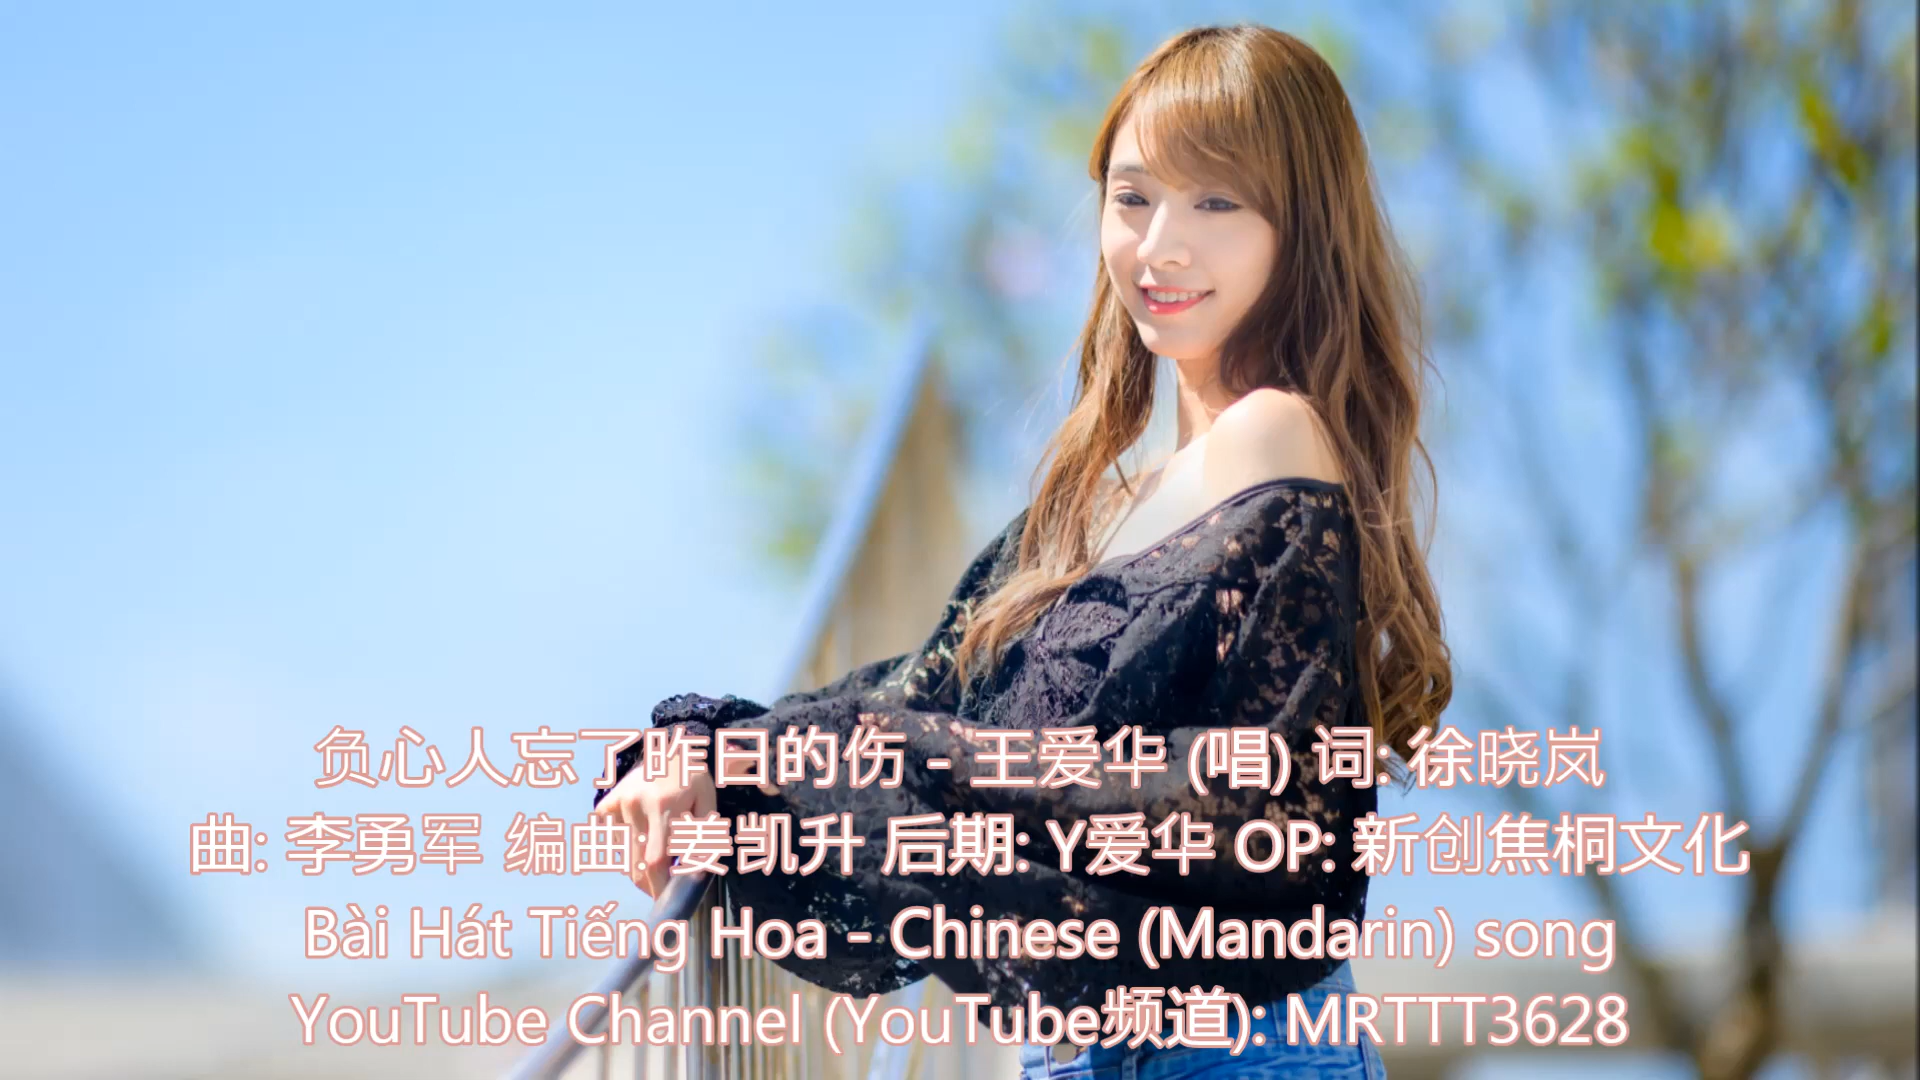 负心人忘了昨日的伤 - 王爱华 (唱) 词: 徐晓岚
曲: 李勇军 编曲: 姜凯升 后期: Y爱华 OP: 新创焦桐文化
Bài Hát Tiếng Hoa - Chinese (Mandarin) song
YouTube Channel (YouTube频道): MRTTT3628